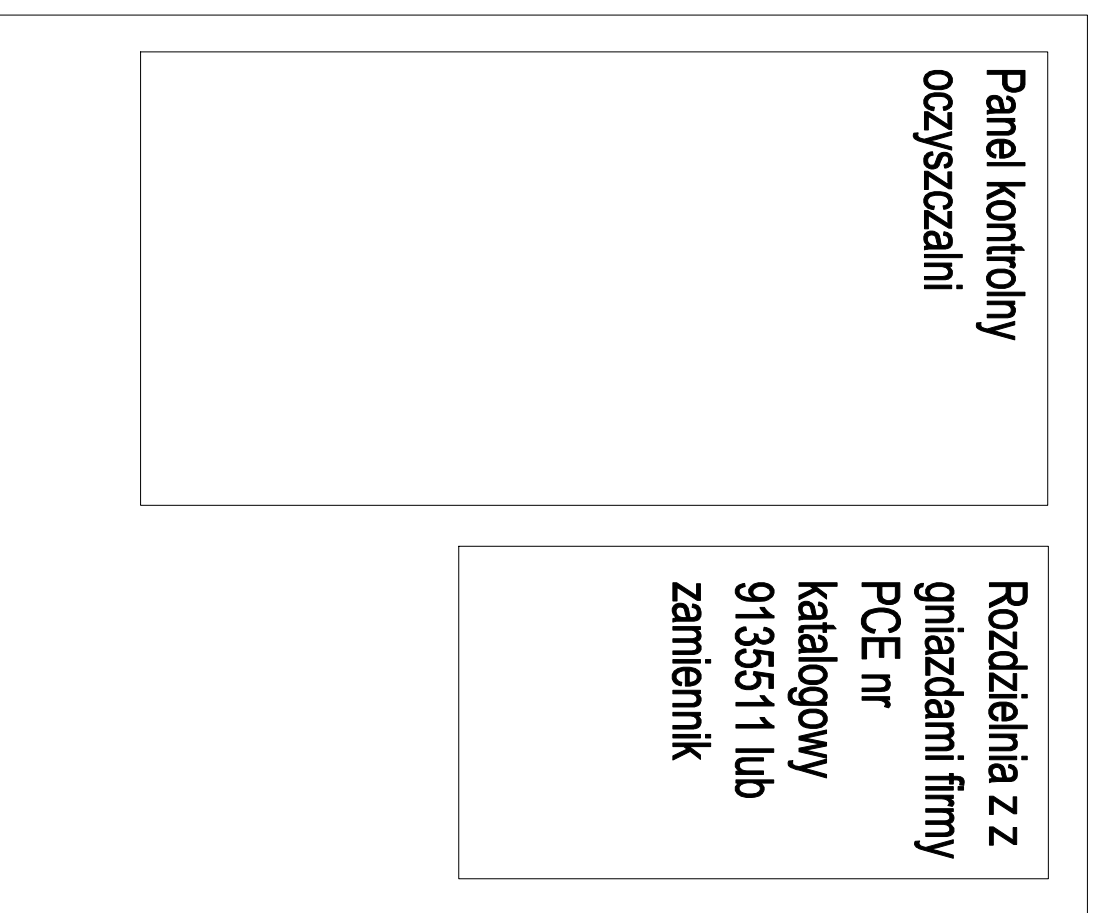 Panel kontrolny
oczyszczalni
Rozdzielnia z z
gniazdami firmy
PCE nr
katalogowy
9135511 lub
zamiennik